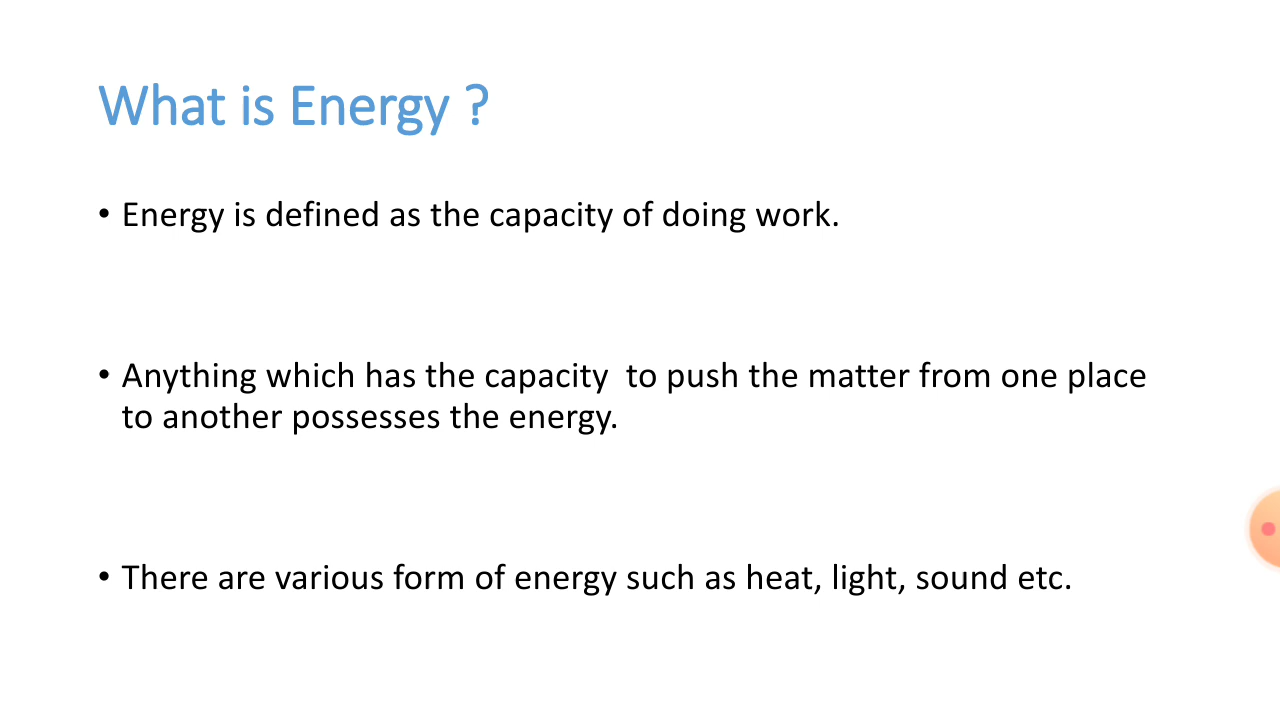 What is Energy ?
• Energy is defined as the capacity of doing work.
• Anything which has the capacity  to push the matter from one place
to another possesses the energy.
• There are various form of energy such as heat, light, sound etc.